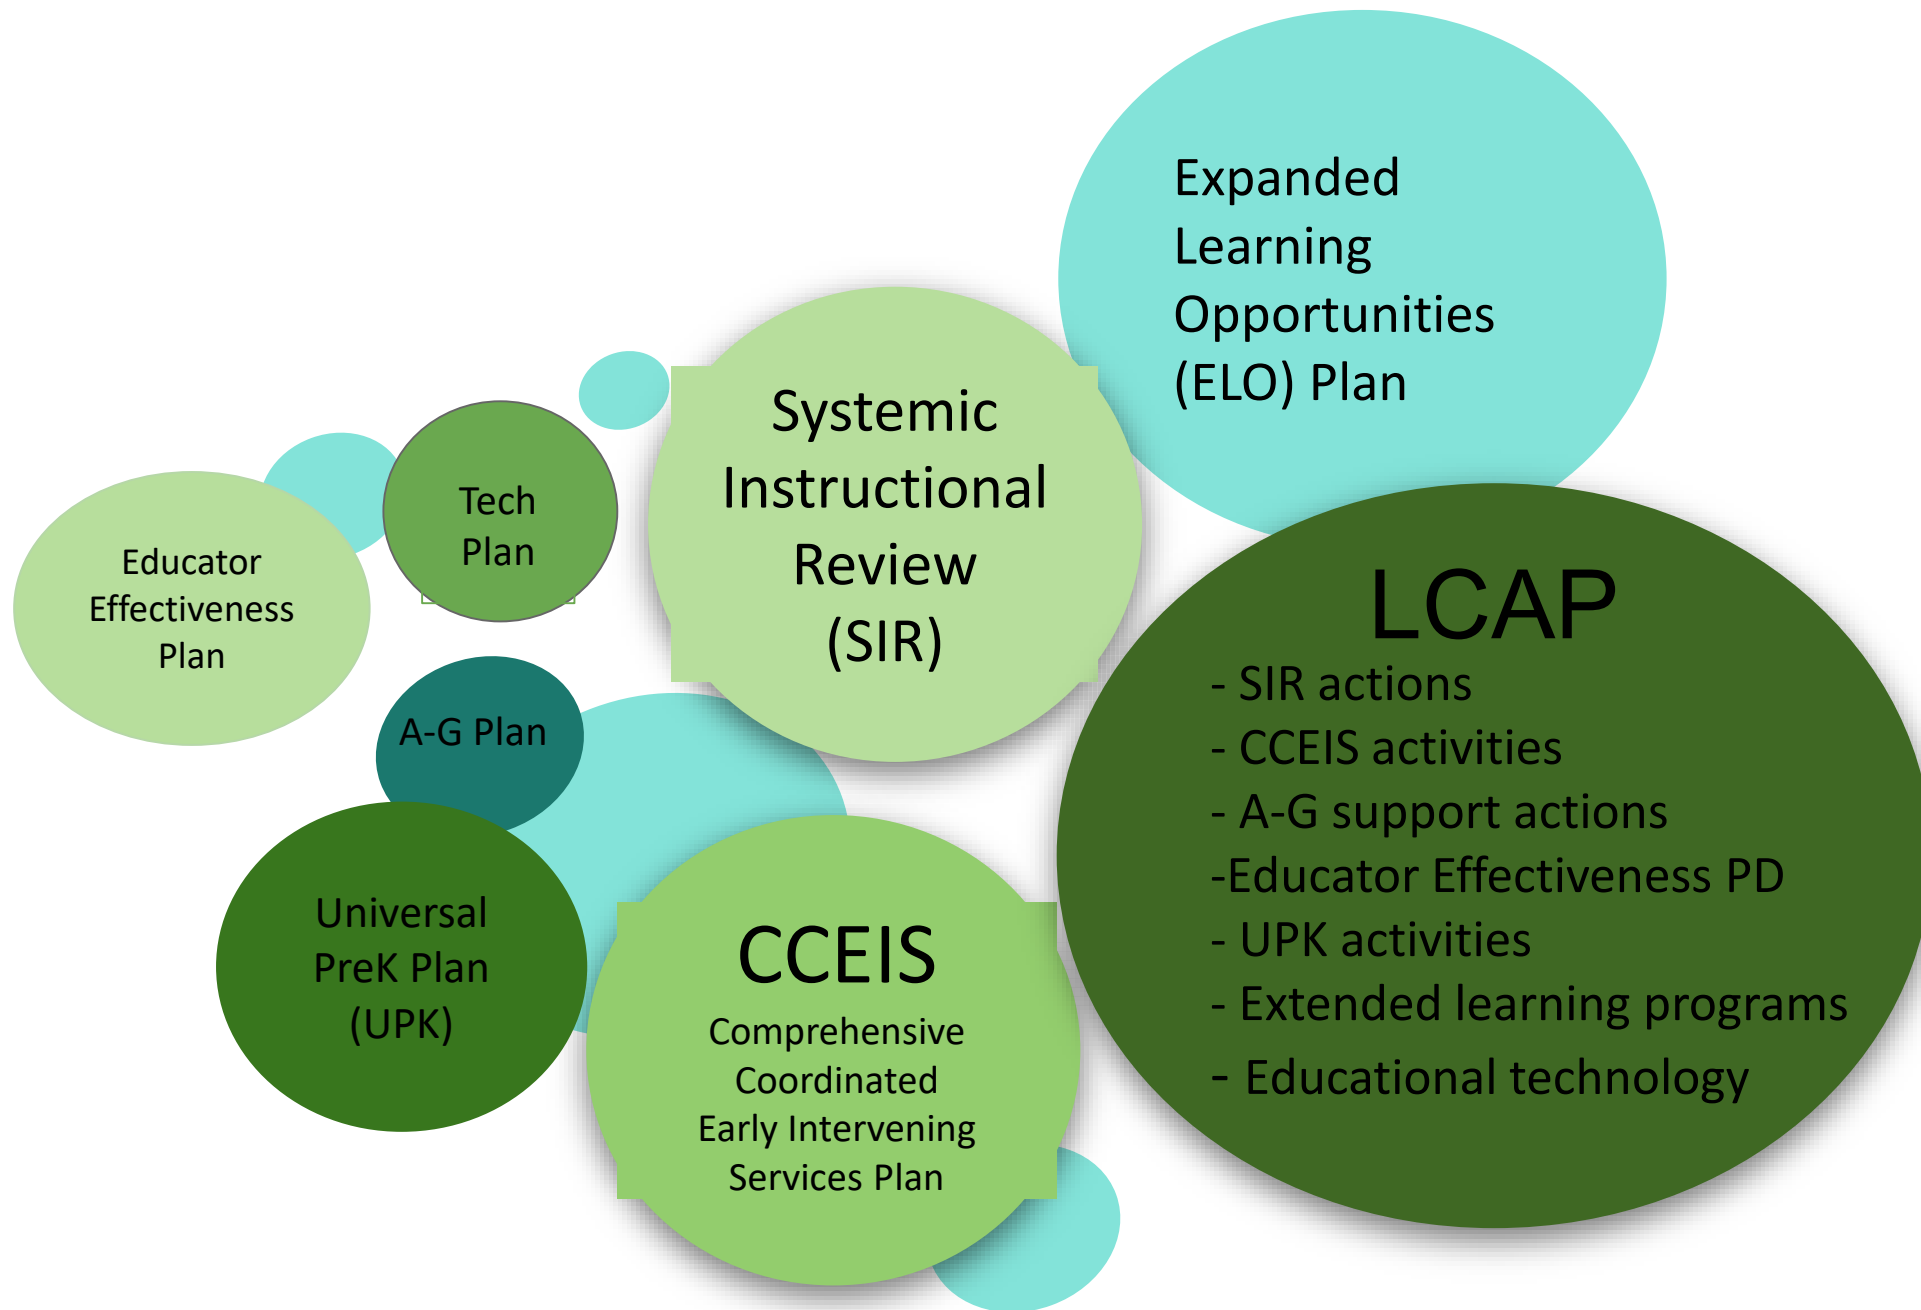 Expanded
Learning
Opportunities
(ELO) Plan
Systemic
Instructional
Review
(SIR)
Tech
Plan
Educator
Effectiveness
Plan
A-G Plan
Universal
PreK Plan
(UPK)
CCEIS
Comprehensive
Coordinated
Early Intervening
Services Plan
LCAP
- SIR actions
- CCEIS activities
- A-G support actions
-Educator Effectiveness PD
- UPK activities
- Extended learning programs
- Educational technology